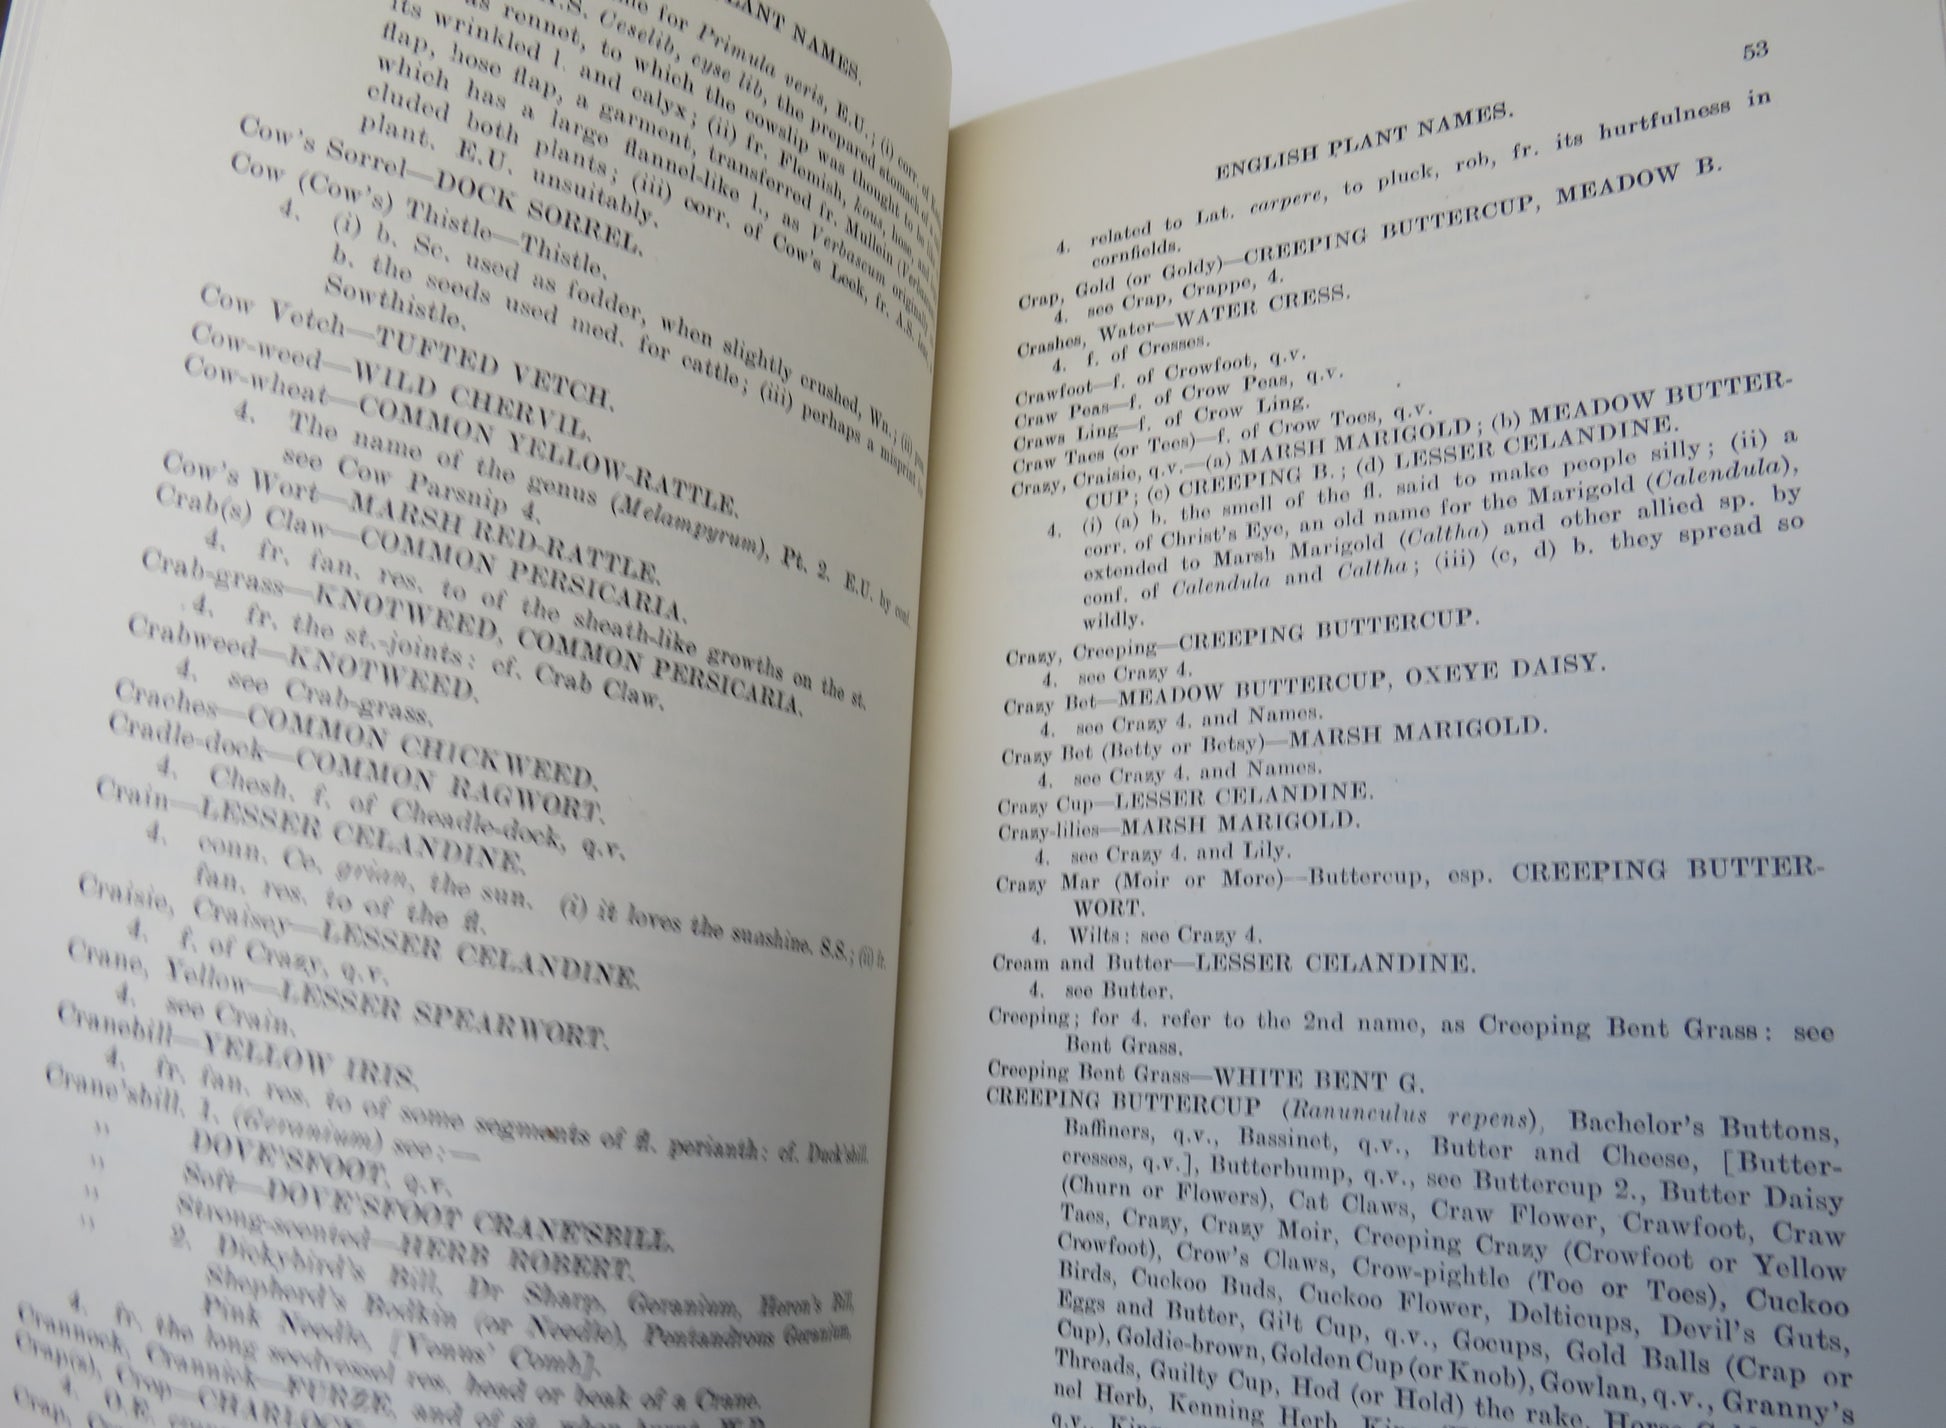 PLANT NAMES.
me for Primula veris, E.U.; (i) corr. of
A.S. Ceselib, cyse lib, the prepared stomach of
as rennet, to which the cowslip was thought to be
its wrinkled l. and calyx; (ii) fr. Flemish, kous, hose, and
flap, hose flap, a garment, transferred fr. Mullein
which has a large flannel-like l., as Verbascum originally
cluded both plants; (iii) corr. of Cow's Leek, fr. A.S.
plant. E.U. unsuitably.
Cow's Sorrel—DOCK SORREL.
Cow (Cow's) Thistle—Thistle.
4. (i) b. Sc. used as fodder, when slightly crushed, Wn.; (ii)
b. the seeds used med. for cattle; (iii) perhaps a misprint
Sowthistle.
Cow Vetch—TUFTED VETCH.
Cow-weed—WILD CHERVIL.
Cow-wheat—COMMON YELLOW-RATTLE.
4. The name of the genus (Melampyrum), Pt. 2. E.U. by conf.
see Cow Parsnip 4.
Cow's Wort—MARSH RED-RATTLE.
Crab(s) Claw—COMMON PERSICARIA.
4. fr. fan. res. to of the sheath-like growths on the st.
Crab-grass—KNOTWEED, COMMON PERSICARIA.
4. fr. the st.-joints: cf. Crab Claw.
Crabweed—KNOTWEED.
4. see Crab-grass.
Craches—COMMON CHICKWEED.
Cradle-dock—COMMON RAGWORT.
4. Chesh. f. of Cheadle-dock, q.v.
Crain—LESSER CELANDINE.
4. conn. Ce. grian, the sun. (i) it loves the sunshine. S.S.; (ii) fr.
fan. res. to of the fl.
Craisie, Craisey—LESSER CELANDINE.
4. f. of Crazy, q.v.
Crane, Yellow—LESSER SPEARWORT.
4. see Crain.
Cranebill—YELLOW IRIS.
4. fr. fan. res. to of some segments of fl. perianth: cf. Duck'sbill.
Crane'sbill, 1. (Geranium) see:—
" DOVE'SFOOT, q.v.
" Soft—DOVE'SFOOT CRANE'SBILL.
" Strong-scented—HERB ROBERT.
" 2. Dickybird's Bill, Dr Sharp, Geranium, Heron's Bill,
Shepherd's Bodkin (or Needle), Pentandrous Geranium,
Pink Needle, [Venus' Comb].
4. fr. the long seedvessel res. head or beak of a Crane.
Crannock, Crannick—FURZE, and of st. when burnt, W.P.
Crap(s), Crop—CHARLOCK
4. O.E.
Crap,
53
ENGLISH PLANT NAMES.
4. related to Lat. carpere, to pluck, rob, fr. its hurtfulness in
cornfields.
Crap, Gold (or Goldy)—CREEPING BUTTERCUP, MEADOW B.
4. see Crap, Crappe, 4.
Crashes, Water—WATER CRESS.
4. f. of Cresses.
Crawfoot—f. of Crowfoot, q.v.
Craw Peas—f. of Crow Peas, q.v.
Craws Ling—f. of Crow Ling.
Craw Taes (or Tees)—f. of Crow Toes, q.v.
Crazy, Craisie, q.v.—(a) MARSH MARIGOLD; (b) MEADOW BUTTER-
CUP; (c) CREEPING B.; (d) LESSER CELANDINE.
4. (i) (a) b. the smell of the fl. said to make people silly; (ii) a
corr. of Christ's Eye, an old name for the Marigold (Calendula),
extended to Marsh Marigold (Caltha) and other allied sp. by
conf. of Calendula and Caltha; (iii) (c, d) b. they spread so
wildly.
Crazy, Creeping—CREEPING BUTTERCUP.
4. see Crazy 4.
Crazy Bet—MEADOW BUTTERCUP, OXEYE DAISY.
4. see Crazy 4. and Names.
Crazy Bet (Betty or Betsy)—MARSH MARIGOLD.
4. see Crazy 4. and Names.
Crazy Cup—LESSER CELANDINE.
Crazy-lilies—MARSH MARIGOLD.
4. see Crazy 4. and Lily.
Crazy Mar (Moir or More)—Buttercup, esp. CREEPING BUTTER-
WORT.
4. Wilts: see Crazy 4.
Cream and Butter—LESSER CELANDINE.
4. see Butter.
Creeping; for 4. refer to the 2nd name, as Creeping Bent Grass: see
Bent Grass.
Creeping Bent Grass—WHITE BENT G.
CREEPING BUTTERCUP (Ranunculus repens), Bachelor's Buttons,
Baffiners, q.v., Bassinet, q.v., Butter and Cheese, [Butter-
cresses, q.v.], Butterbump, q.v., see Buttercup 2., Butter Daisy
(Churn or Flowers), Cat Claws, Craw Flower, Crawfoot, Craw
Taes, Crazy, Crazy Moir, Creeping Crazy (Crowfoot or Yellow
Crowfoot), Crow's Claws, Crow-pightle (Toe or Toes), Cuckoo
Birds, Cuckoo Buds, Cuckoo Flower, Delticups, Devil's Guts,
Eggs and Butter, Gilt Cup, q.v., Gocups, Gold Balls (Crap or
Cup), Goldie-brown, Golden Cup (or Knob), Gowlan, q.v., Granny's
Threads, Guilty Cup, Hod (or Hold) the rake, Horse
nel Herb, Kenning Herb,
q.v.,